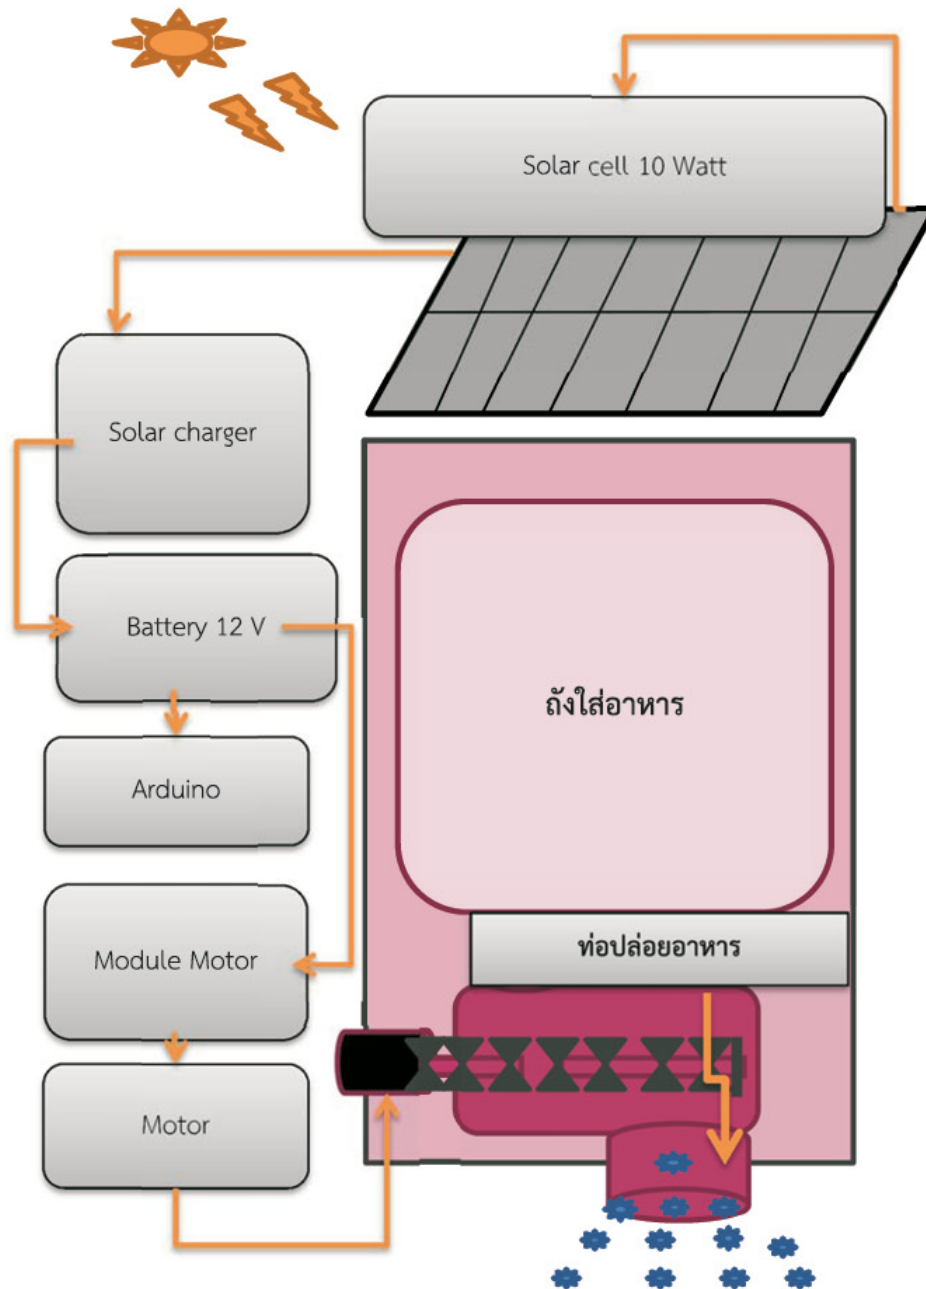 Solar cell 10 Watt
Solar charger
Battery 12 V
ถังใส่อาหาร
Arduino
ท่อปล่อยอาหาร
Module Motor
Motor